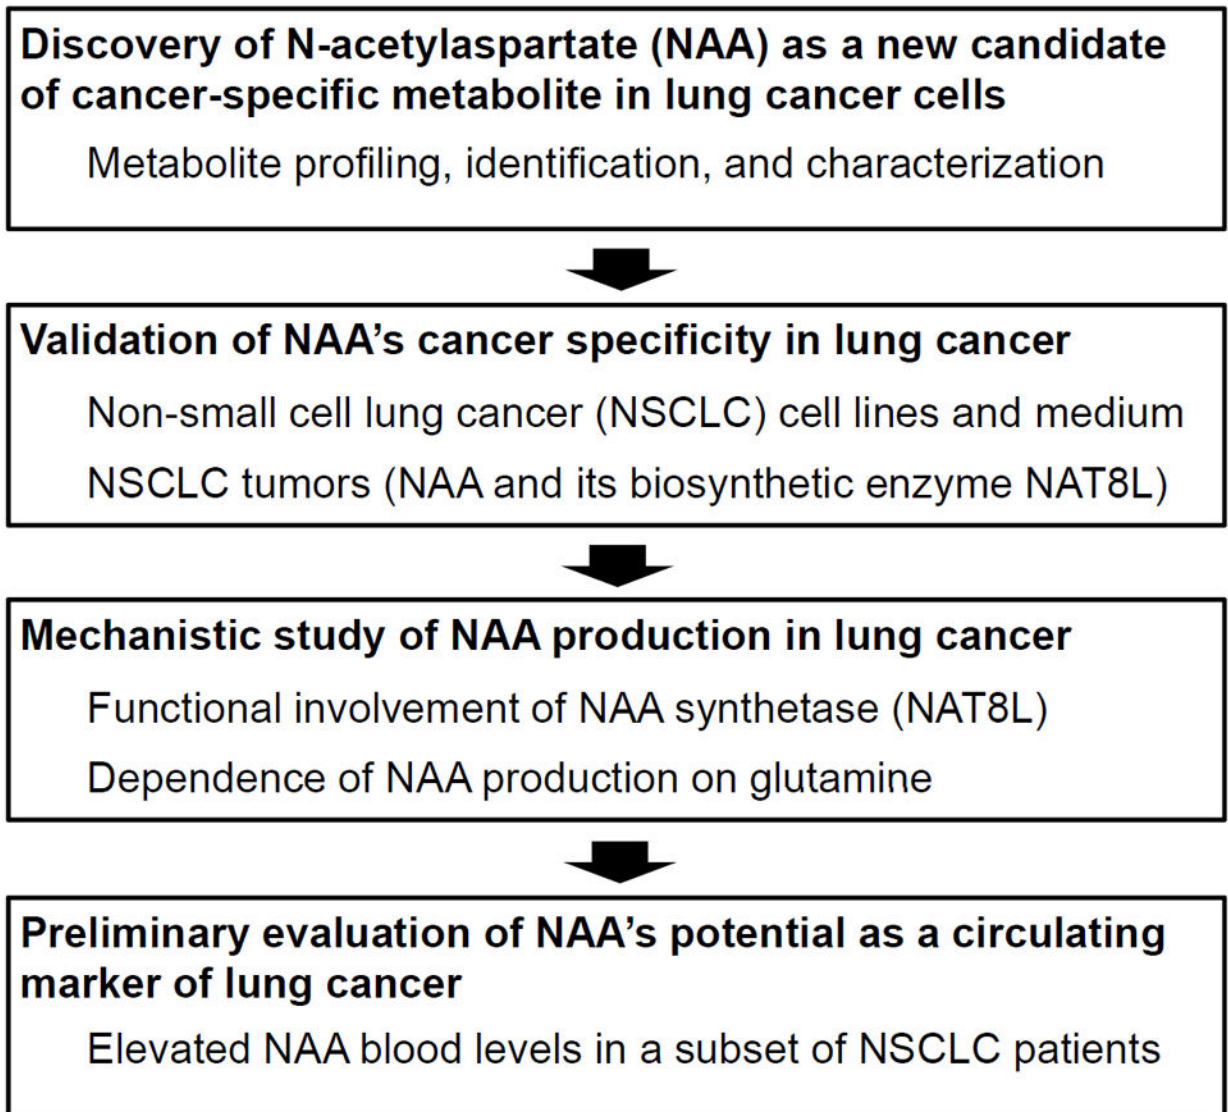 Discovery of N-acetylaspartate (NAA) as a new candidate
of cancer-specific metabolite in lung cancer cells
Metabolite profiling, identification, and characterization
Validation of NAA’s cancer specificity in lung cancer
Non-small cell lung cancer (NSCLC) cell lines and medium
NSCLC tumors (NAA and its biosynthetic enzyme NAT8L)
Mechanistic study of NAA production in lung cancer
Functional involvement of NAA synthetase (NAT8L)
Dependence of NAA production on glutamine
Preliminary evaluation of NAA’s potential as a circulating
marker of lung cancer
Elevated NAA blood levels in a subset of NSCLC patients